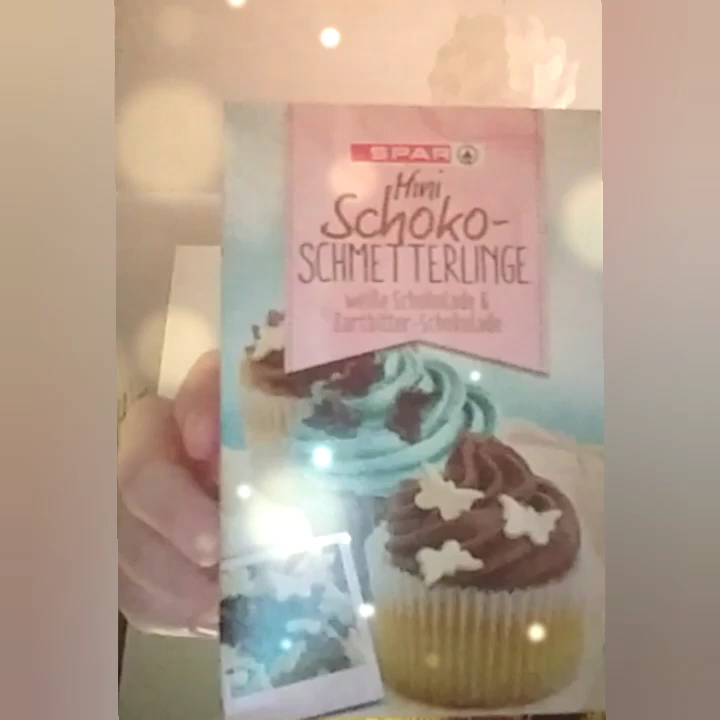 SPAR
Mini
Schoko-
SCHMETTERLINGE
weiße Schokolade &
Zartbitter-Schokolade